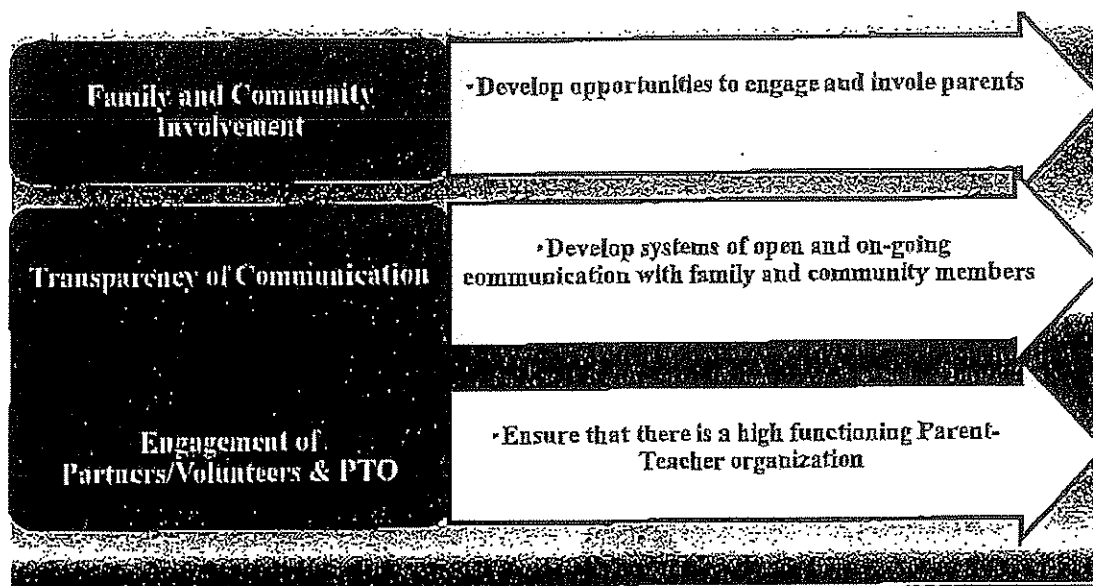 Family and Community
Involvement
•Develop opportunities to engage and invole parents
Transparency of Communication
•Develop systems of open and on-going
communication with family and community members
Engagement of
Partners/Volunteers & PTO
•Ensure that there is a high functioning Parent-
Teacher organization